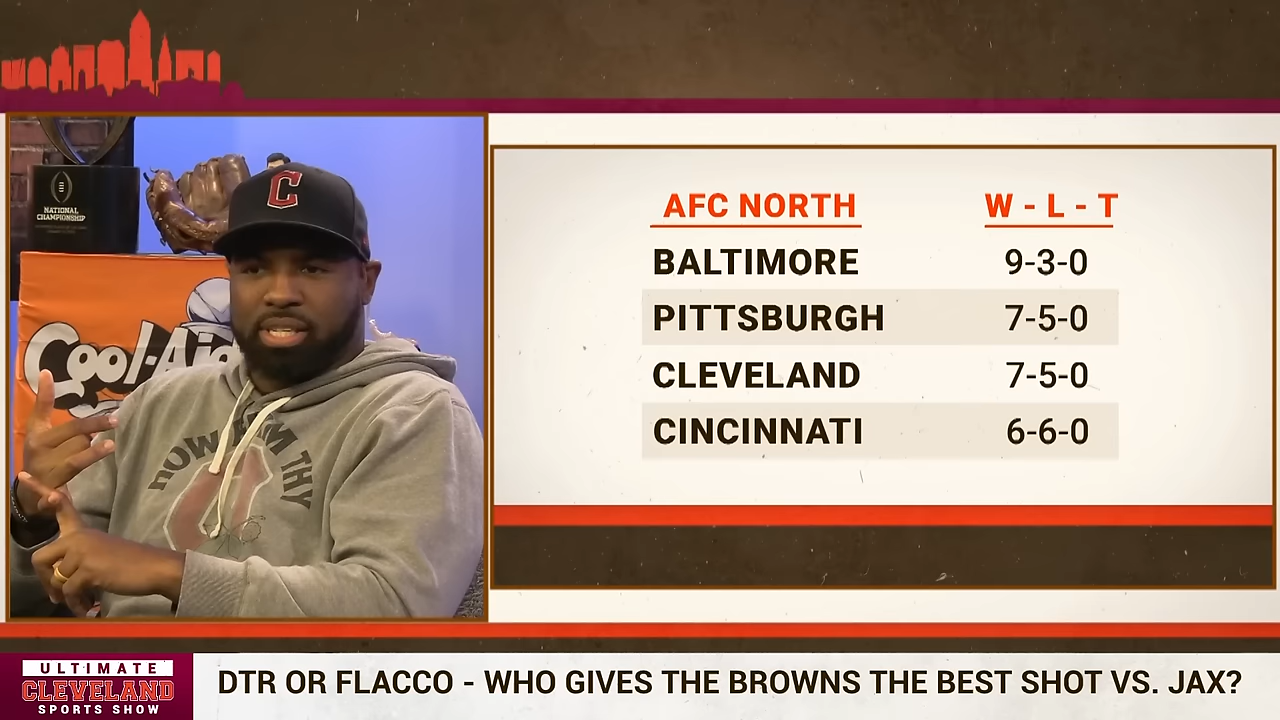 NATIONAL
CHAMPIONSHIP
Cool-Aid
C
NOW
THY
AFC NORTH W - L - T
BALTIMORE 9-3-0
PITTSBURGH 7-5-0
CLEVELAND 7-5-0
CINCINNATI 6-6-0
ULTIMATE
CLEVELAND
SPORTS SHOW
DTR OR FLACCO - WHO GIVES THE BROWNS THE BEST SHOT VS. JAX?